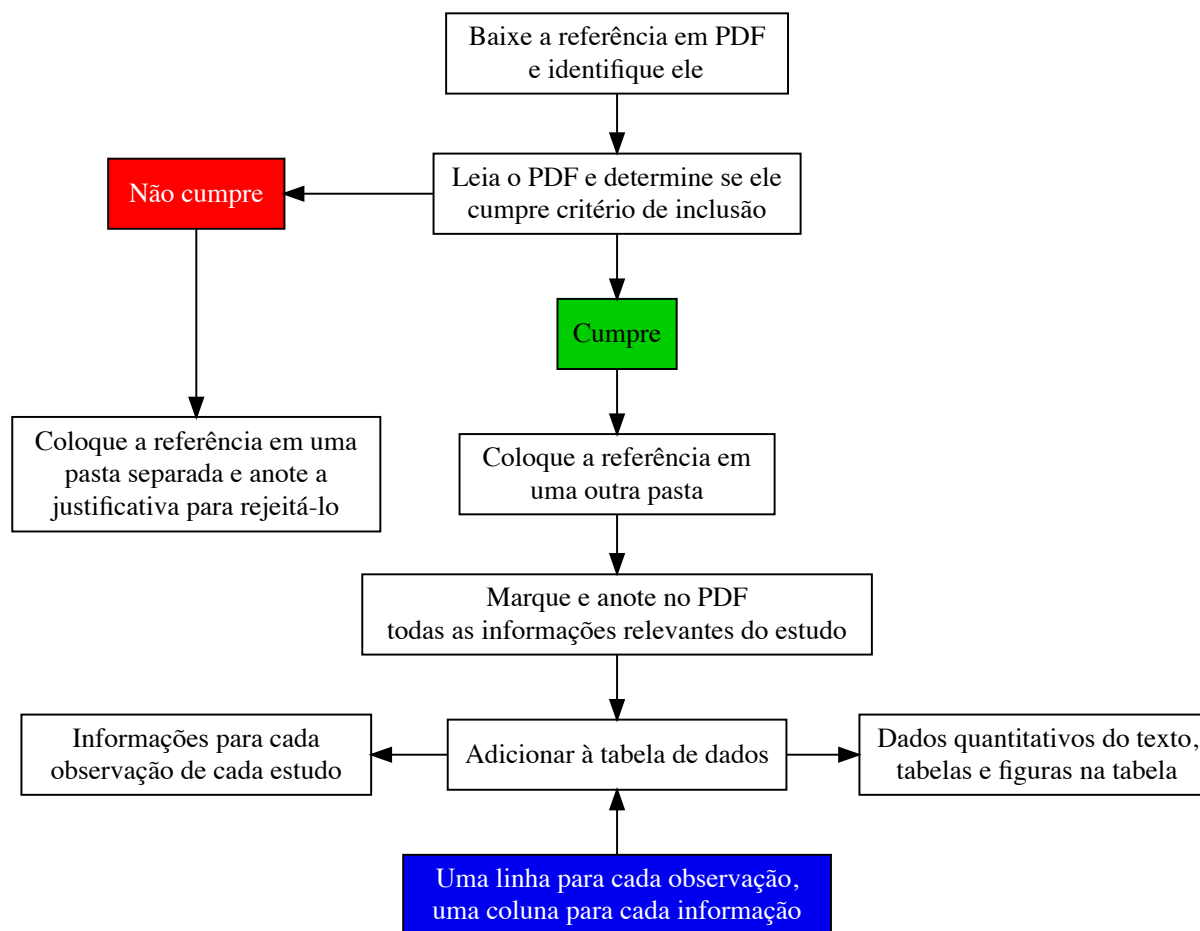 Baixe a referência em PDF
e identifique ele
Não cumpre
Leia o PDF e determine se ele
cumpre critério de inclusão
Cumpre
Coloque a referência em uma
pasta separada e anote a
justificativa para rejeitá-lo
Coloque a referência em
uma outra pasta
Marque e anote no PDF
todas as informações relevantes do estudo
Informações para cada
observação de cada estudo
Adicionar à tabela de dados
Dados quantitativos do texto,
tabelas e figuras na tabela
Uma linha para cada observação,
uma coluna para cada informação